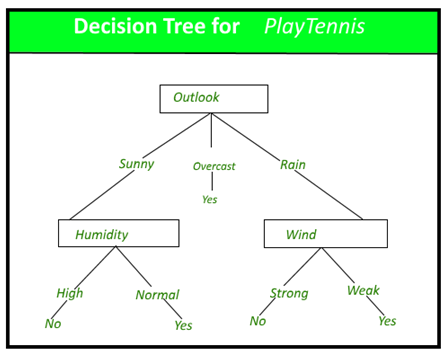 Decision Tree for PlayTennis
Outlook
Sunny
Overcast
Rain
Yes
Humidity
Wind
High
Normal
Strong
Weak
No
Yes
No
Yes